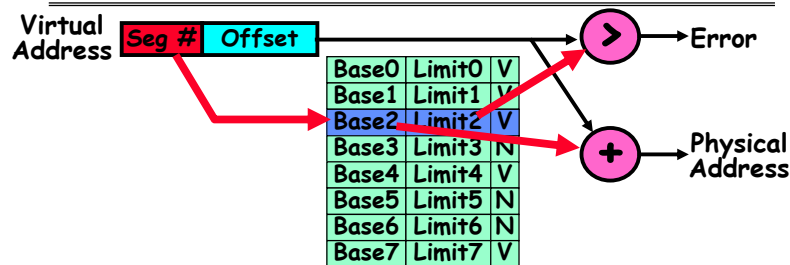 Virtual
Address
Seg #
Offset
>
Error
Base0 Limit0 V
Base1 Limit1 V
Base2 Limit2 V
Base3 Limit3 N
Base4 Limit4 V
Base5 Limit5 N
Base6 Limit6 N
Base7 Limit7 V
+
Physical
Address